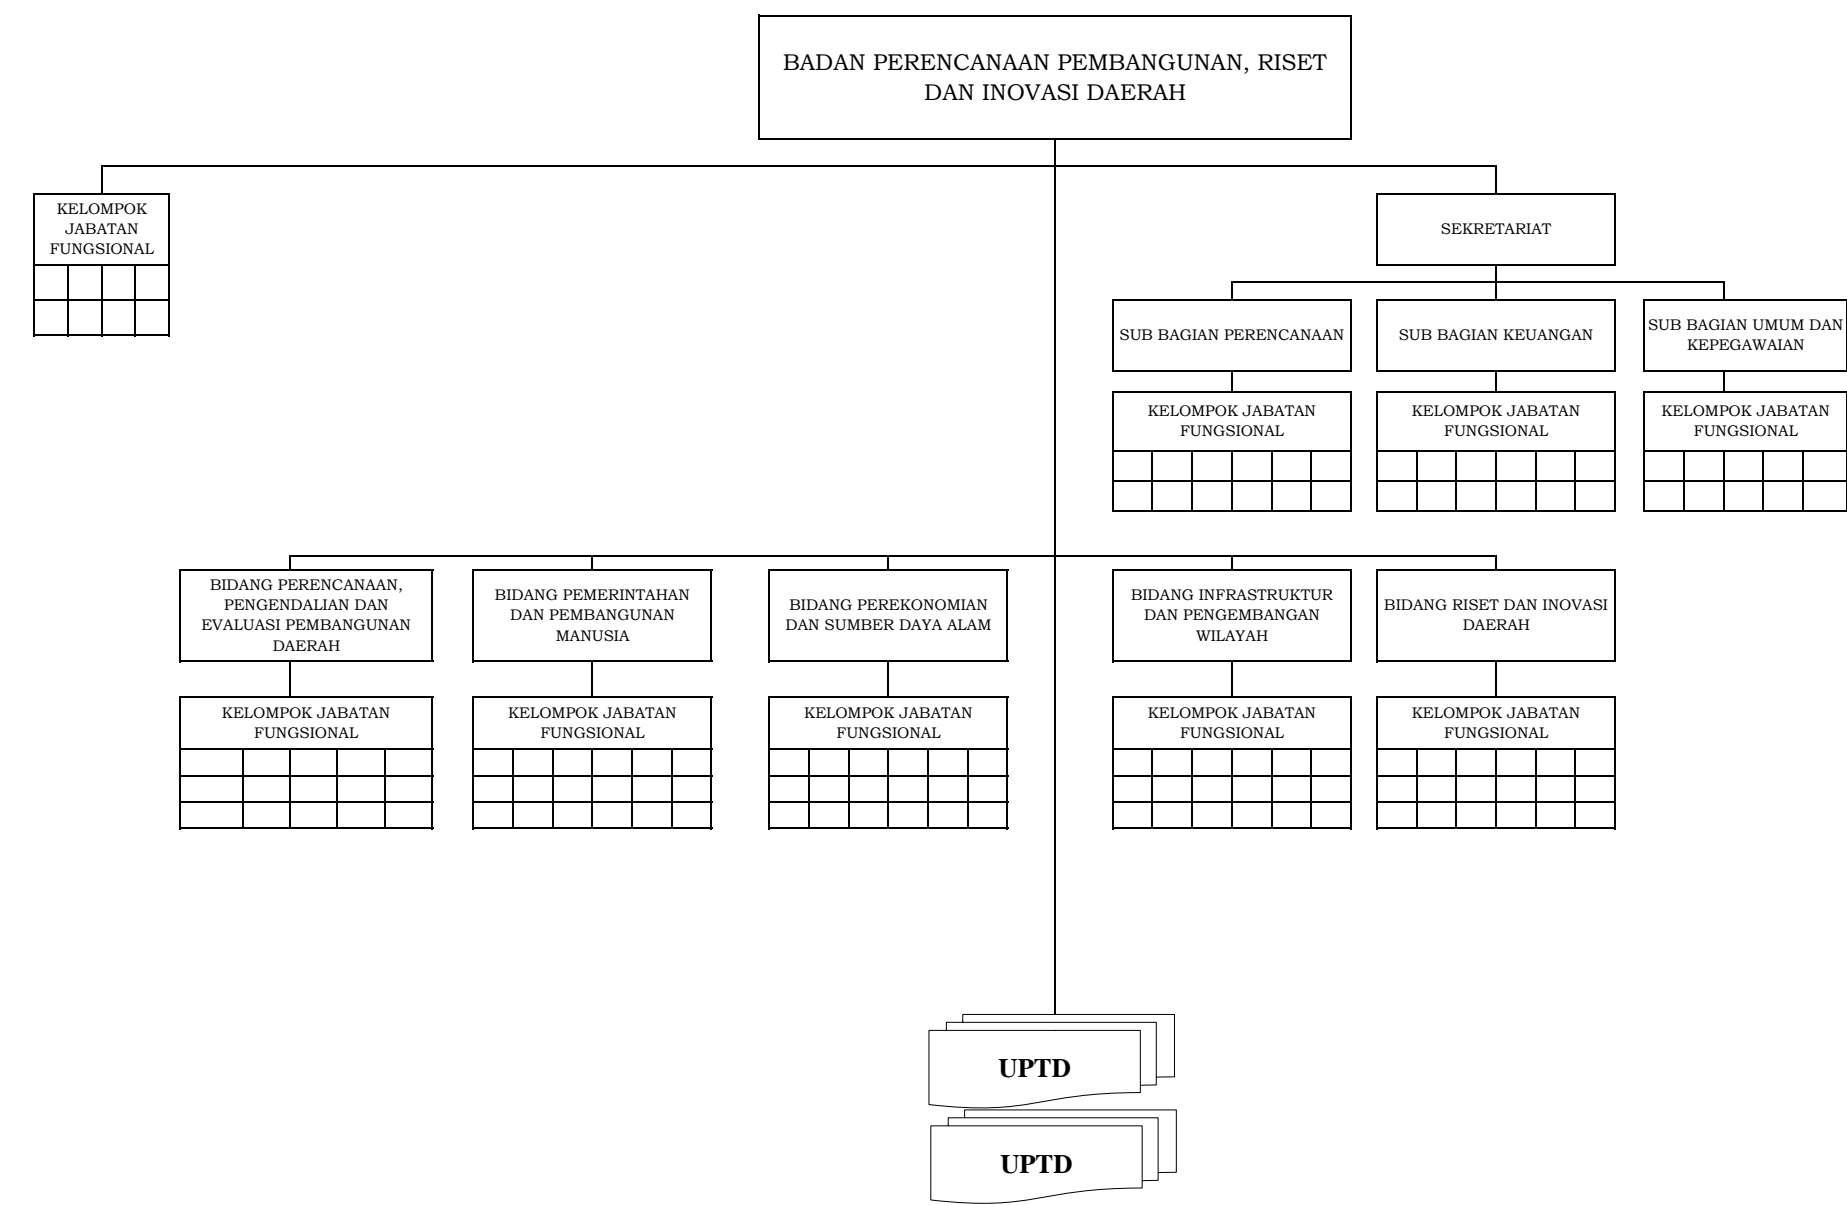 BADAN PERENCANAAN PEMBANGUNAN, RISET
DAN INOVASI DAERAH
KELOMPOK
JABATAN
FUNGSIONAL
SEKRETARIAT
SUB BAGIAN PERENCANAAN
SUB BAGIAN KEUANGAN
SUB BAGIAN UMUM DAN
KEPEGAWAIAN
KELOMPOK JABATAN
FUNGSIONAL
KELOMPOK JABATAN
FUNGSIONAL
KELOMPOK JABATAN
FUNGSIONAL
BIDANG PERENCANAAN,
PENGENDALIAN DAN
EVALUASI PEMBANGUNAN
DAERAH
BIDANG PEMERINTAHAN
DAN PEMBANGUNAN
MANUSIA
BIDANG PEREKONOMIAN
DAN SUMBER DAYA ALAM
BIDANG INFRASTRUKTUR
DAN PENGEMBANGAN
WILAYAH
BIDANG RISET DAN INOVASI
DAERAH
KELOMPOK JABATAN
FUNGSIONAL
KELOMPOK JABATAN
FUNGSIONAL
KELOMPOK JABATAN
FUNGSIONAL
KELOMPOK JABATAN
FUNGSIONAL
KELOMPOK JABATAN
FUNGSIONAL
UPTD
UPTD